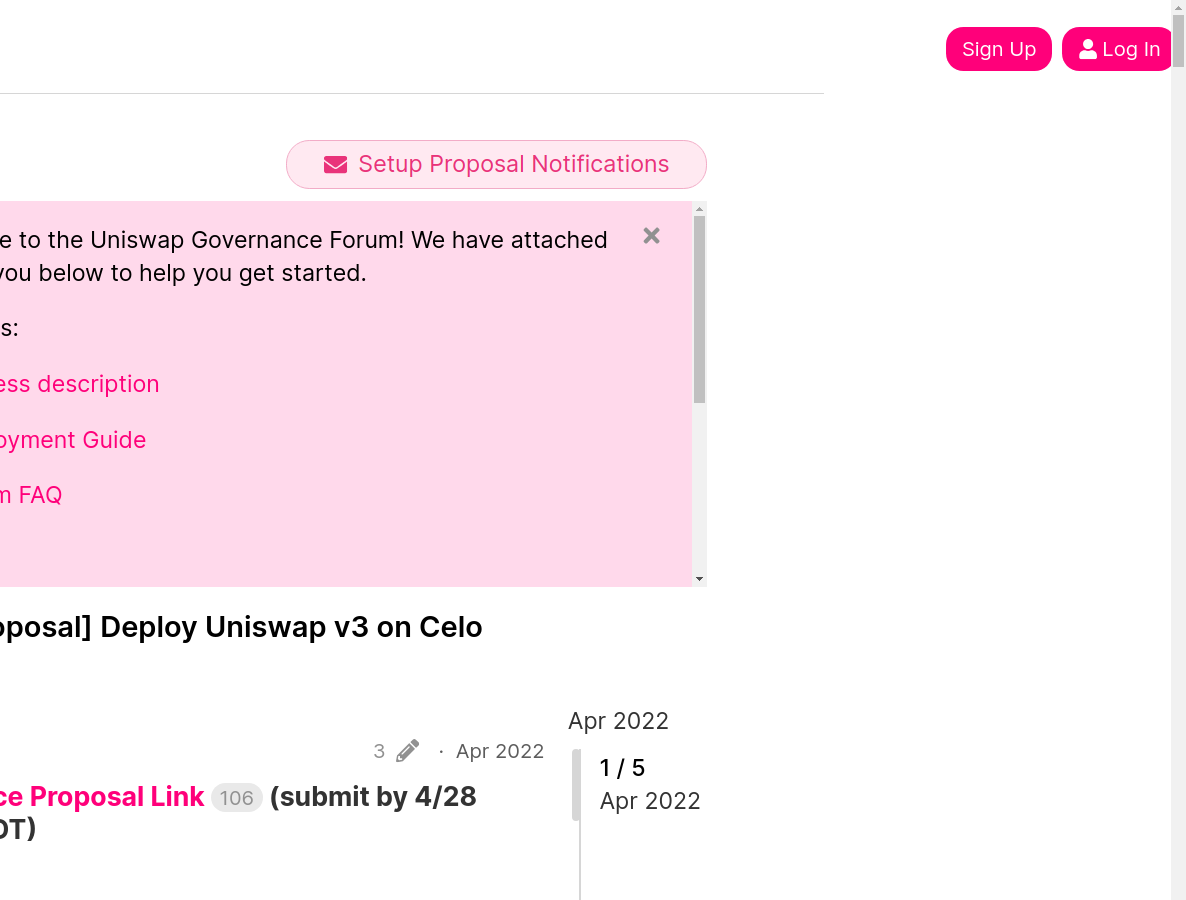 Sign Up
Log In
Setup Proposal Notifications
e to the Uniswap Governance Forum! We have attached
you below to help you get started.
s:
ess description
oyment Guide
m FAQ
oposal] Deploy Uniswap v3 on Celo
Apr 2022
3 · Apr 2022
1 / 5
Apr 2022
ce Proposal Link 106 (submit by 4/28
DT)